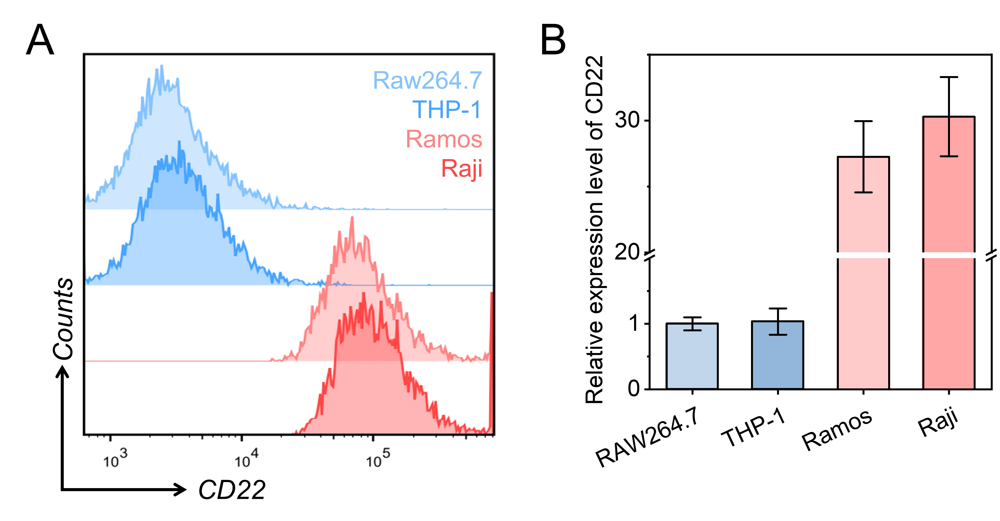 A
Raw264.7
THP-1
Ramos
Raji
Counts
10^3
10^4
10^5
CD22
B
Relative expression level of CD22
30
20
1
0
RAW264.7
THP-1
Ramos
Raji